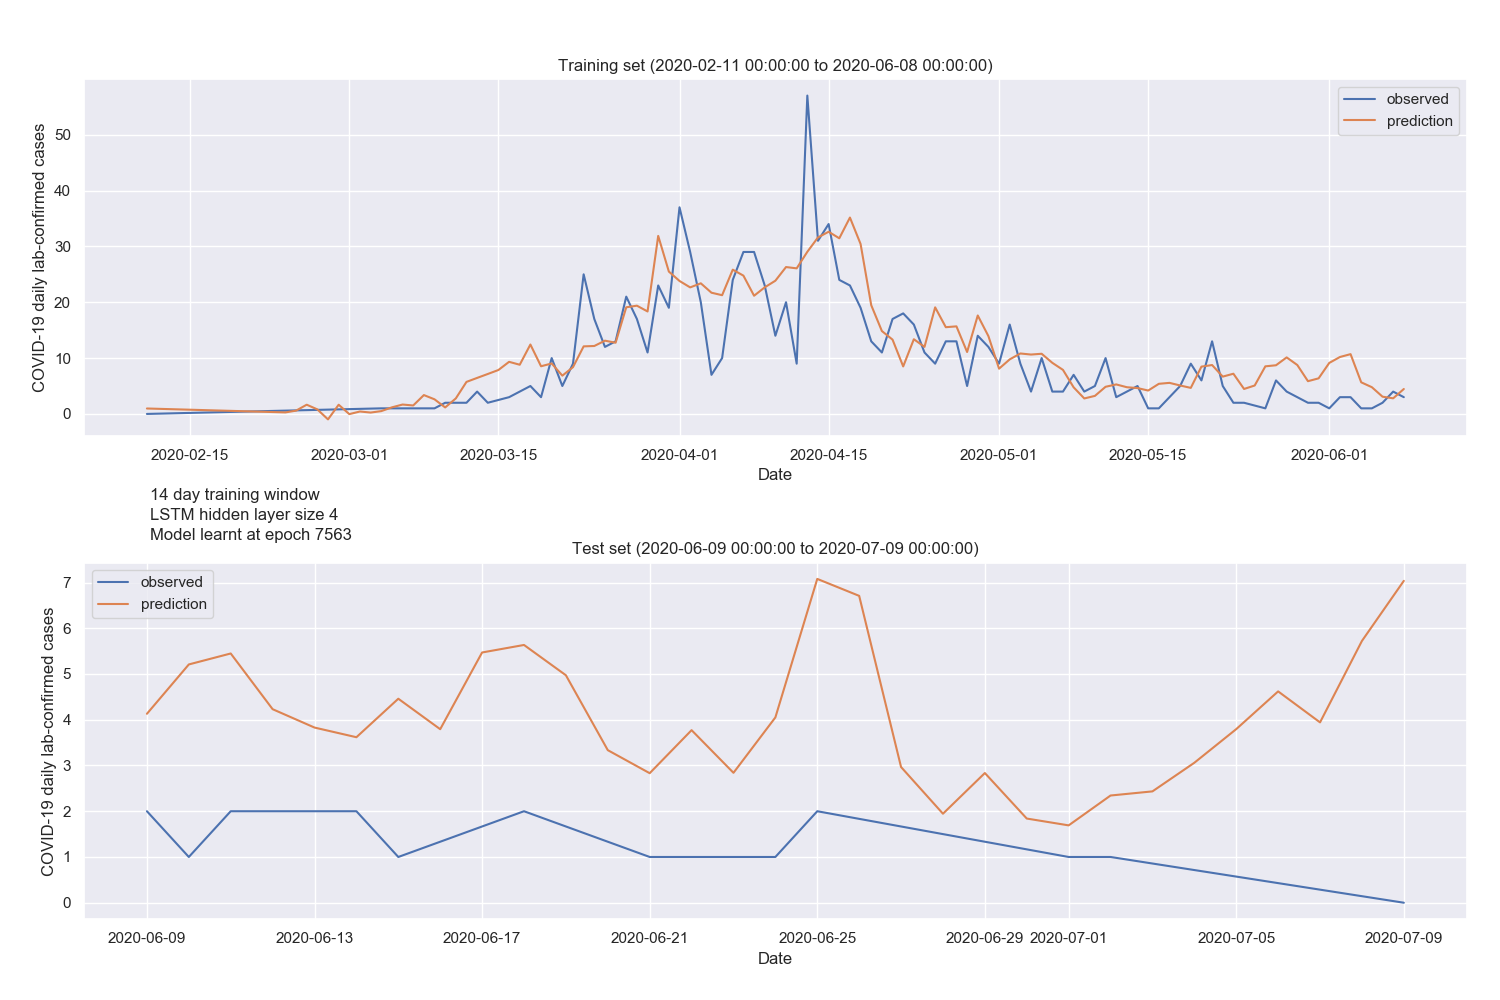 Training set (2020-02-11 00:00:00 to 2020-06-08 00:00:00)
COVID-19 daily lab-confirmed cases
observed
prediction
50
40
30
20
10
0
2020-02-15 2020-03-01 2020-03-15 2020-04-01 2020-04-15 2020-05-01 2020-05-15 2020-06-01
Date
14 day training window
LSTM hidden layer size 4
Model learnt at epoch 7563
Test set (2020-06-09 00:00:00 to 2020-07-09 00:00:00)
COVID-19 daily lab-confirmed cases
observed
prediction
7
6
5
4
3
2
1
0
2020-06-09 2020-06-13 2020-06-17 2020-06-21 2020-06-25 2020-06-29 2020-07-01 2020-07-05 2020-07-09
Date